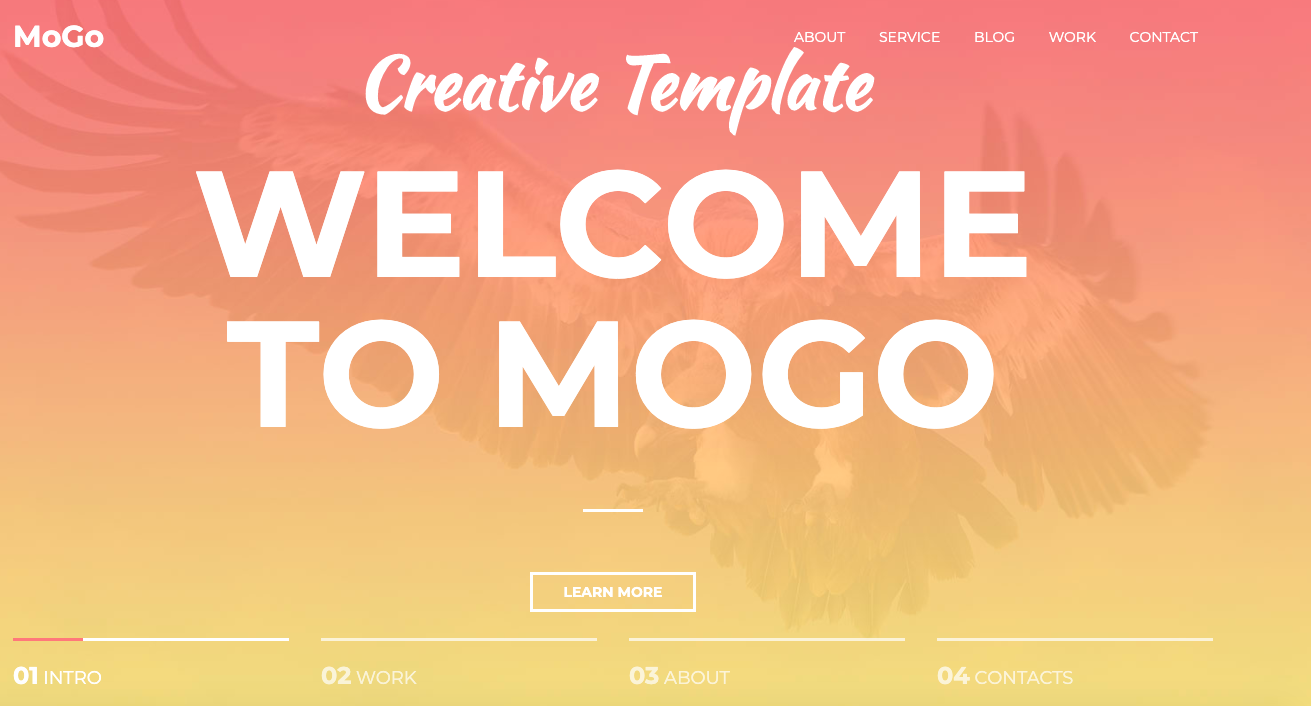 MoGo
ABOUT SERVICE BLOG WORK CONTACT
Creative Template
WELCOME
TO MOGO
LEARN MORE
01 INTRO 02 WORK 03 ABOUT 04 CONTACTS